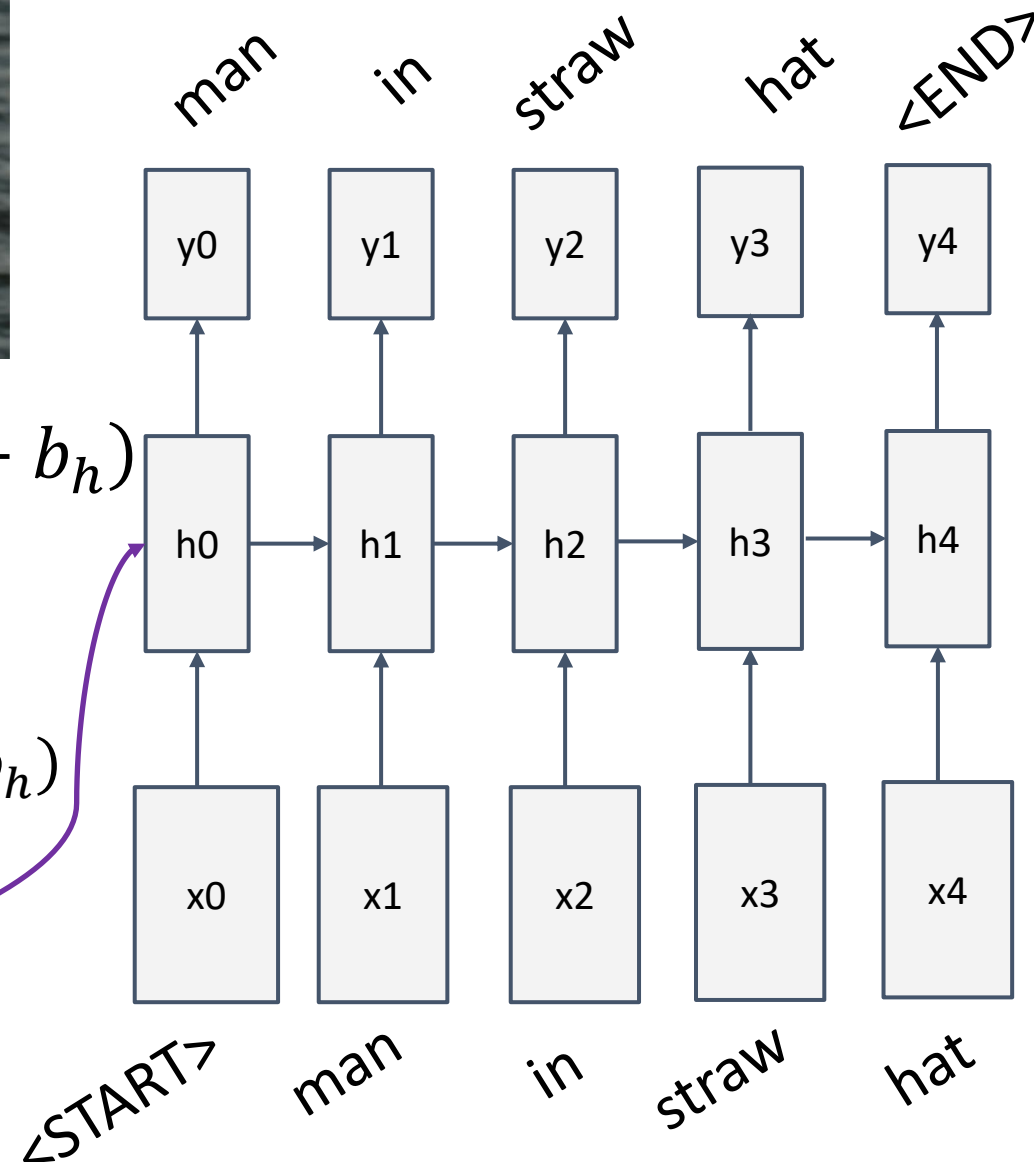 man in straw hat <END>
y0 y1 y2 y3 y4
b_h)
h0 h1 h2 h3 h4
h)
x0 x1 x2 x3 x4
<START> man in straw hat